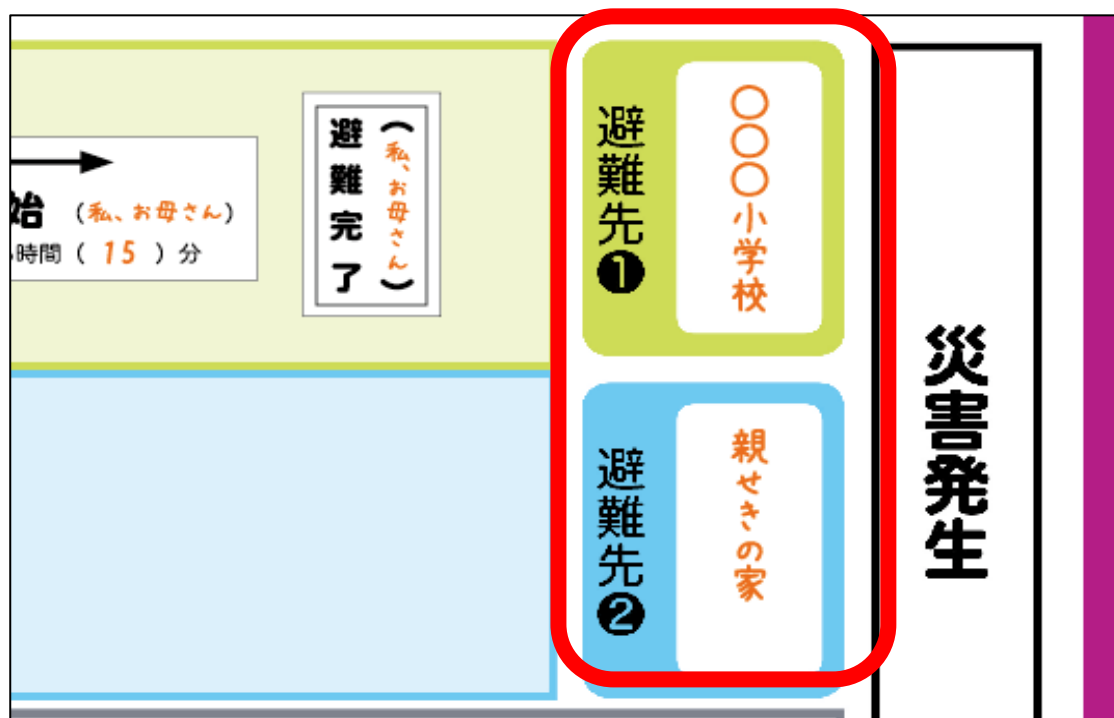 始 (私、お母さん)
時間 ( 15 ) 分
避難完了
(私、お母さん)
避難先❶
〇〇〇小学校
避難先❷
親せきの家
災害発生